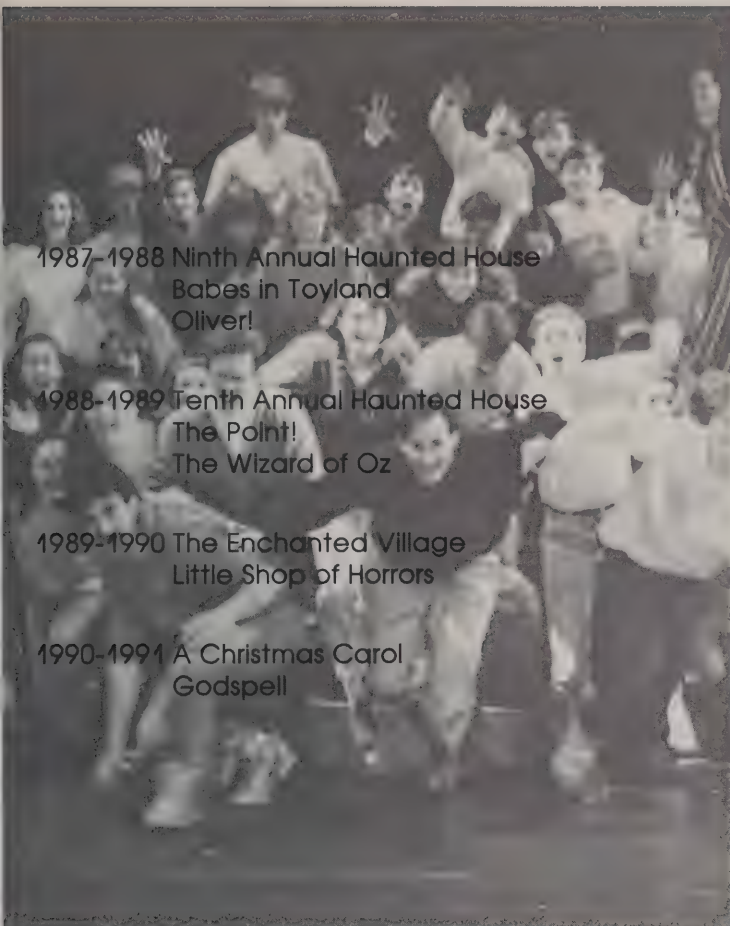 1987-1988 Ninth Annual Haunted House
Babes in Toyland
Oliver!
1988-1989 Tenth Annual Haunted House
The Point!
The Wizard of Oz
1989-1990 The Enchanted Village
Little Shop of Horrors
1990-1991 A Christmas Carol
Godspell